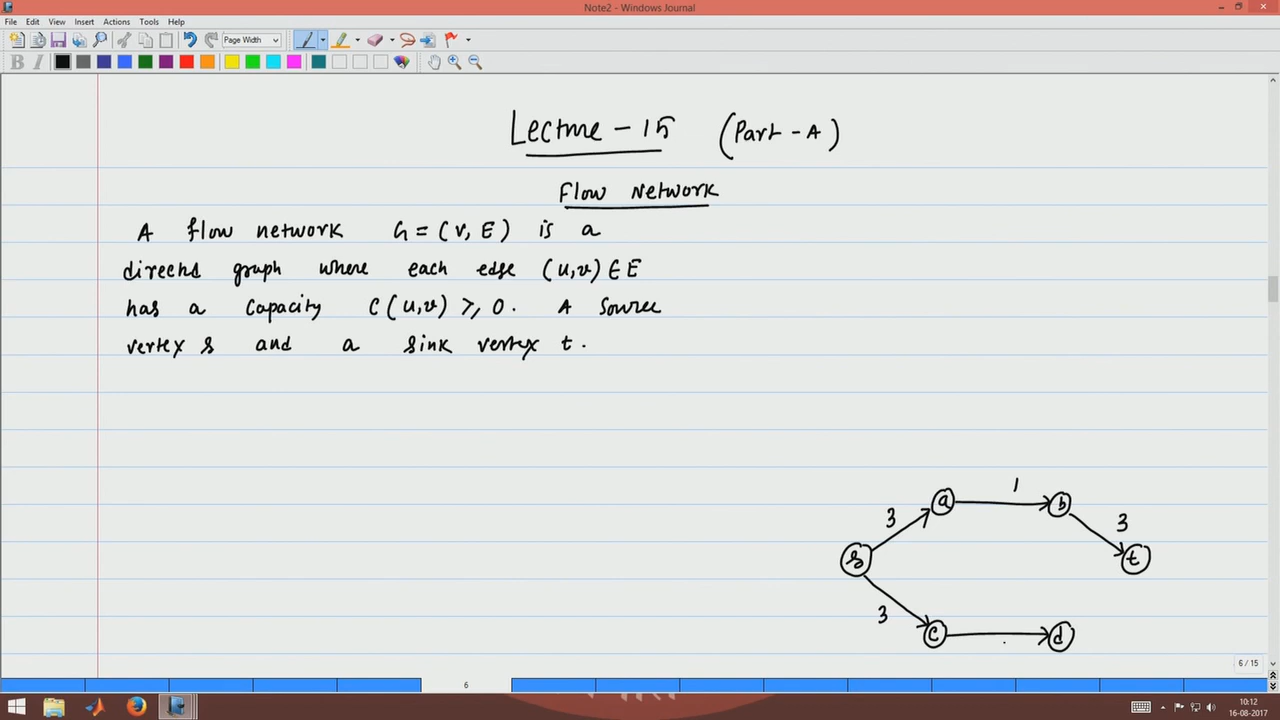 Note2 - Windows Journal
File Edit View Insert Actions Tools Help
Page Width
B I
Lecture - 15 (Part - A)
Flow Network
A flow network G = (V, E) is a
directed graph where each edge (u,v) ∈ E
has a capacity C(u,v) ≥ 0. A source
vertex s and a sink vertex t.
1
a b
3 3
s t
3
c d
6 / 15
6
10:12
16-08-2017